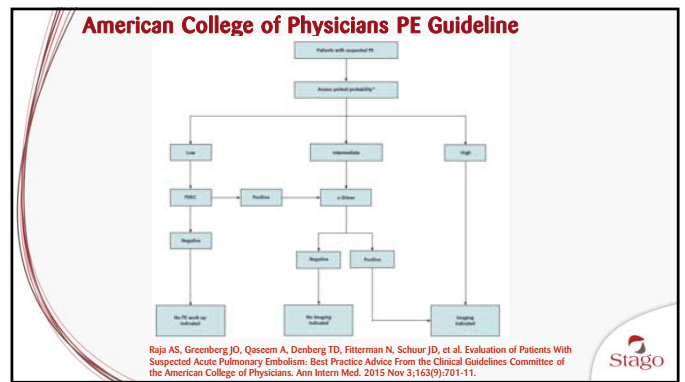 American College of Physicians PE Guideline
Patients with suspected PE
Assess pretest probability*
Low
Intermediate
High
PERC
Positive
D-Dimer
Negative
Negative
Positive
No PE work-up
indicated
No imaging
indicated
Imaging
indicated
Raja AS, Greenberg JO, Qaseem A, Denberg TD, Fitterman N, Schuur JD, et al. Evaluation of Patients With
Suspected Acute Pulmonary Embolism: Best Practice Advice From the Clinical Guidelines Committee of
the American College of Physicians. Ann Intern Med. 2015 Nov 3;163(9):701-11.
Stago